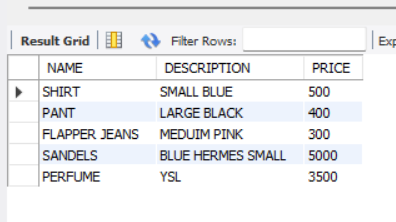 Result Grid Filter Rows: Exp
NAME DESCRIPTION PRICE
SHIRT SMALL BLUE 500
PANT LARGE BLACK 400
FLAPPER JEANS MEDUIM PINK 300
SANDELS BLUE HERMES SMALL 5000
PERFUME YSL 3500